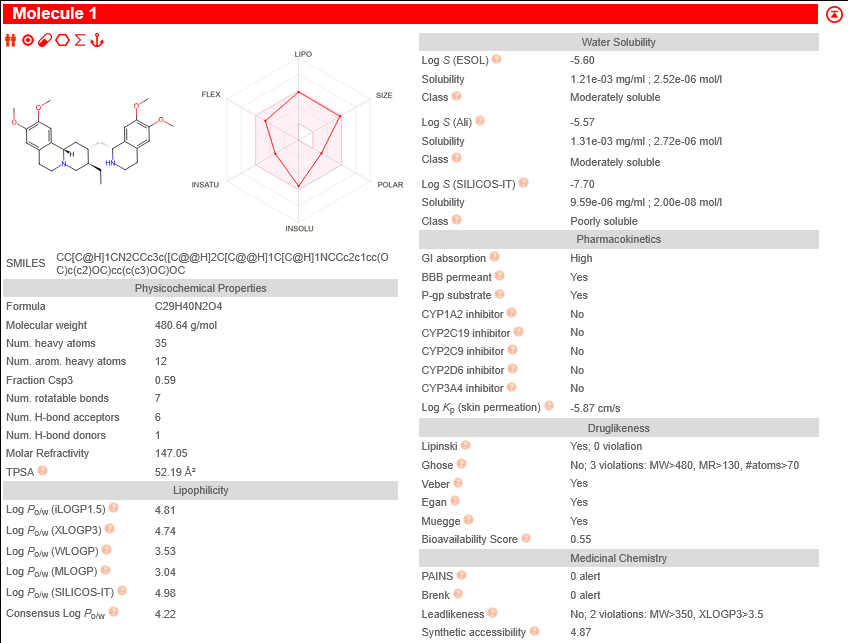 Molecule 1
LIPO
FLEX
SIZE
INSATU
POLAR
INSOLU
O
O
H
N
HN
O
O
SMILES CC[C@H]1CN2CCc3c([C@@H]2C[C@@H]1C[C@H]1NCCc2c1cc(O
C)c(c2)OC)cc(c(c3)OC)OC
Physicochemical Properties
Formula C29H40N2O4
Molecular weight 480.64 g/mol
Num. heavy atoms 35
Num. arom. heavy atoms 12
Fraction Csp3 0.59
Num. rotatable bonds 7
Num. H-bond acceptors 6
Num. H-bond donors 1
Molar Refractivity 147.05
TPSA ? 52.19 Å²
Lipophilicity
Log Po/w (iLOGP1.5) ? 4.81
Log Po/w (XLOGP3) ? 4.74
Log Po/w (WLOGP) ? 3.53
Log Po/w (MLOGP) ? 3.04
Log Po/w (SILICOS-IT) ? 4.98
Consensus Log Po/w ? 4.22
Water Solubility
Log S (ESOL) ? -5.60
Solubility 1.21e-03 mg/ml ; 2.52e-06 mol/l
Class ? Moderately soluble
Log S (Ali) ? -5.57
Solubility 1.31e-03 mg/ml ; 2.72e-06 mol/l
Class ? Moderately soluble
Log S (SILICOS-IT) ? -7.70
Solubility 9.59e-06 mg/ml ; 2.00e-08 mol/l
Class ? Poorly soluble
Pharmacokinetics
GI absorption ? High
BBB permeant ? Yes
P-gp substrate ? Yes
CYP1A2 inhibitor ? No
CYP2C19 inhibitor ? No
CYP2C9 inhibitor ? No
CYP2D6 inhibitor ? No
CYP3A4 inhibitor ? No
Log Kp (skin permeation) ? -5.87 cm/s
Druglikeness
Lipinski ? Yes; 0 violation
Ghose ? No; 3 violations: MW>480, MR>130, #atoms>70
Veber ? Yes
Egan ? Yes
Muegge ? Yes
Bioavailability Score ? 0.55
Medicinal Chemistry
PAINS ? 0 alert
Brenk ? 0 alert
Leadlikeness ? No; 2 violations: MW>350, XLOGP3>3.5
Synthetic accessibility ? 4.87